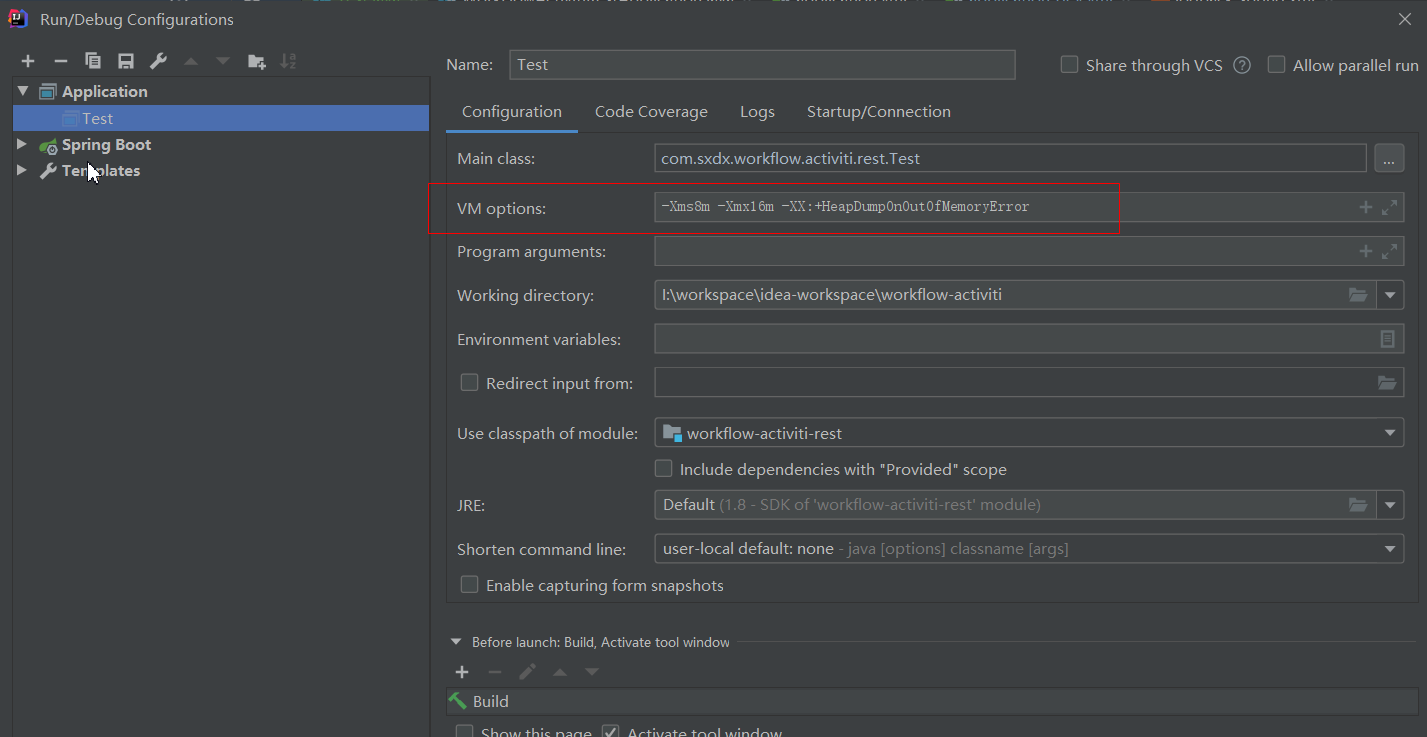 Run/Debug Configurations
Application
Test
Spring Boot
Templates
Name: Test
Share through VCS
Allow parallel run
Configuration Code Coverage Logs Startup/Connection
Main class: com.sxdx.workflow.activiti.rest.Test ...
VM options: -Xms8m -Xmx16m -XX:+HeapDumpOnOutOfMemoryError
Program arguments:
Working directory: I:\workspace\idea-workspace\workflow-activiti
Environment variables:
Redirect input from:
Use classpath of module: workflow-activiti-rest
Include dependencies with "Provided" scope
JRE: Default (1.8 - SDK of 'workflow-activiti-rest' module)
Shorten command line: user-local default: none - java [options] classname [args]
Enable capturing form snapshots
Before launch: Build, Activate tool window
Build
Show this page Activate tool window